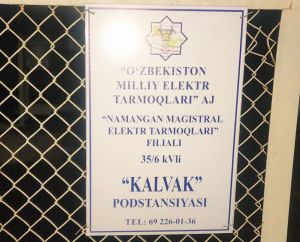 "O‘ZBEKISTON
MILLIY ELEKTR
TARMOQLARI" AJ
"NAMANGAN MAGISTRAL
ELEKTR TARMOQLARI"
FILIALI
35/6 kVli
"KALVAK"
PODSTANSIYASI
TEL: 69 226-01-36